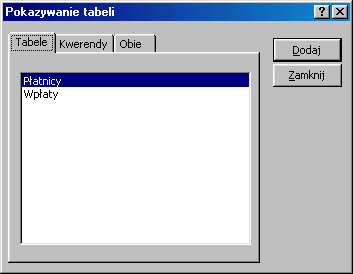 Pokazywanie tabeli
Tabele Kwerendy Obie
Płatnicy
Wpłaty
Dodaj
Zamknij